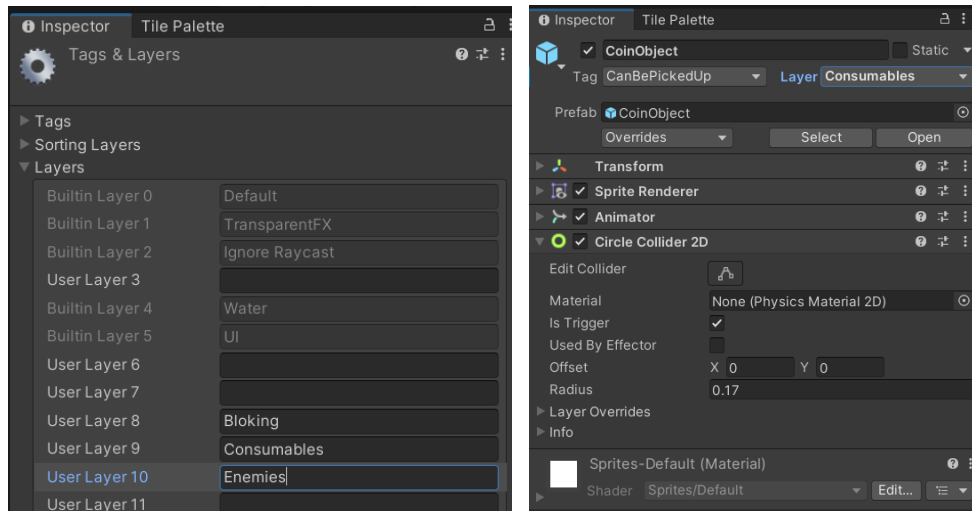 Inspector Tile Palette
Tags & Layers
Tags
Sorting Layers
Layers
Builtin Layer 0 Default
Builtin Layer 1 TransparentFX
Builtin Layer 2 Ignore Raycast
User Layer 3
Builtin Layer 4 Water
Builtin Layer 5 UI
User Layer 6
User Layer 7
User Layer 8 Bloking
User Layer 9 Consumables
User Layer 10 Enemies
User Layer 11
Inspector Tile Palette
CoinObject Static
Tag CanBePickedUp Layer Consumables
Prefab CoinObject
Overrides Select Open
Transform
Sprite Renderer
Animator
Circle Collider 2D
Edit Collider
Material None (Physics Material 2D)
Is Trigger
Used By Effector
Offset X 0 Y 0
Radius 0.17
Layer Overrides
Info
Sprites-Default (Material)
Shader Sprites/Default Edit...